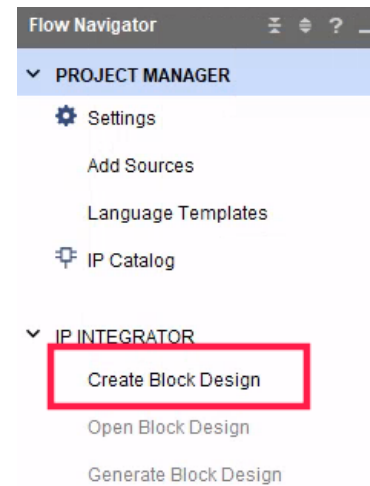 Flow Navigator ?
PROJECT MANAGER
Settings
Add Sources
Language Templates
IP Catalog
IP INTEGRATOR
Create Block Design
Open Block Design
Generate Block Design